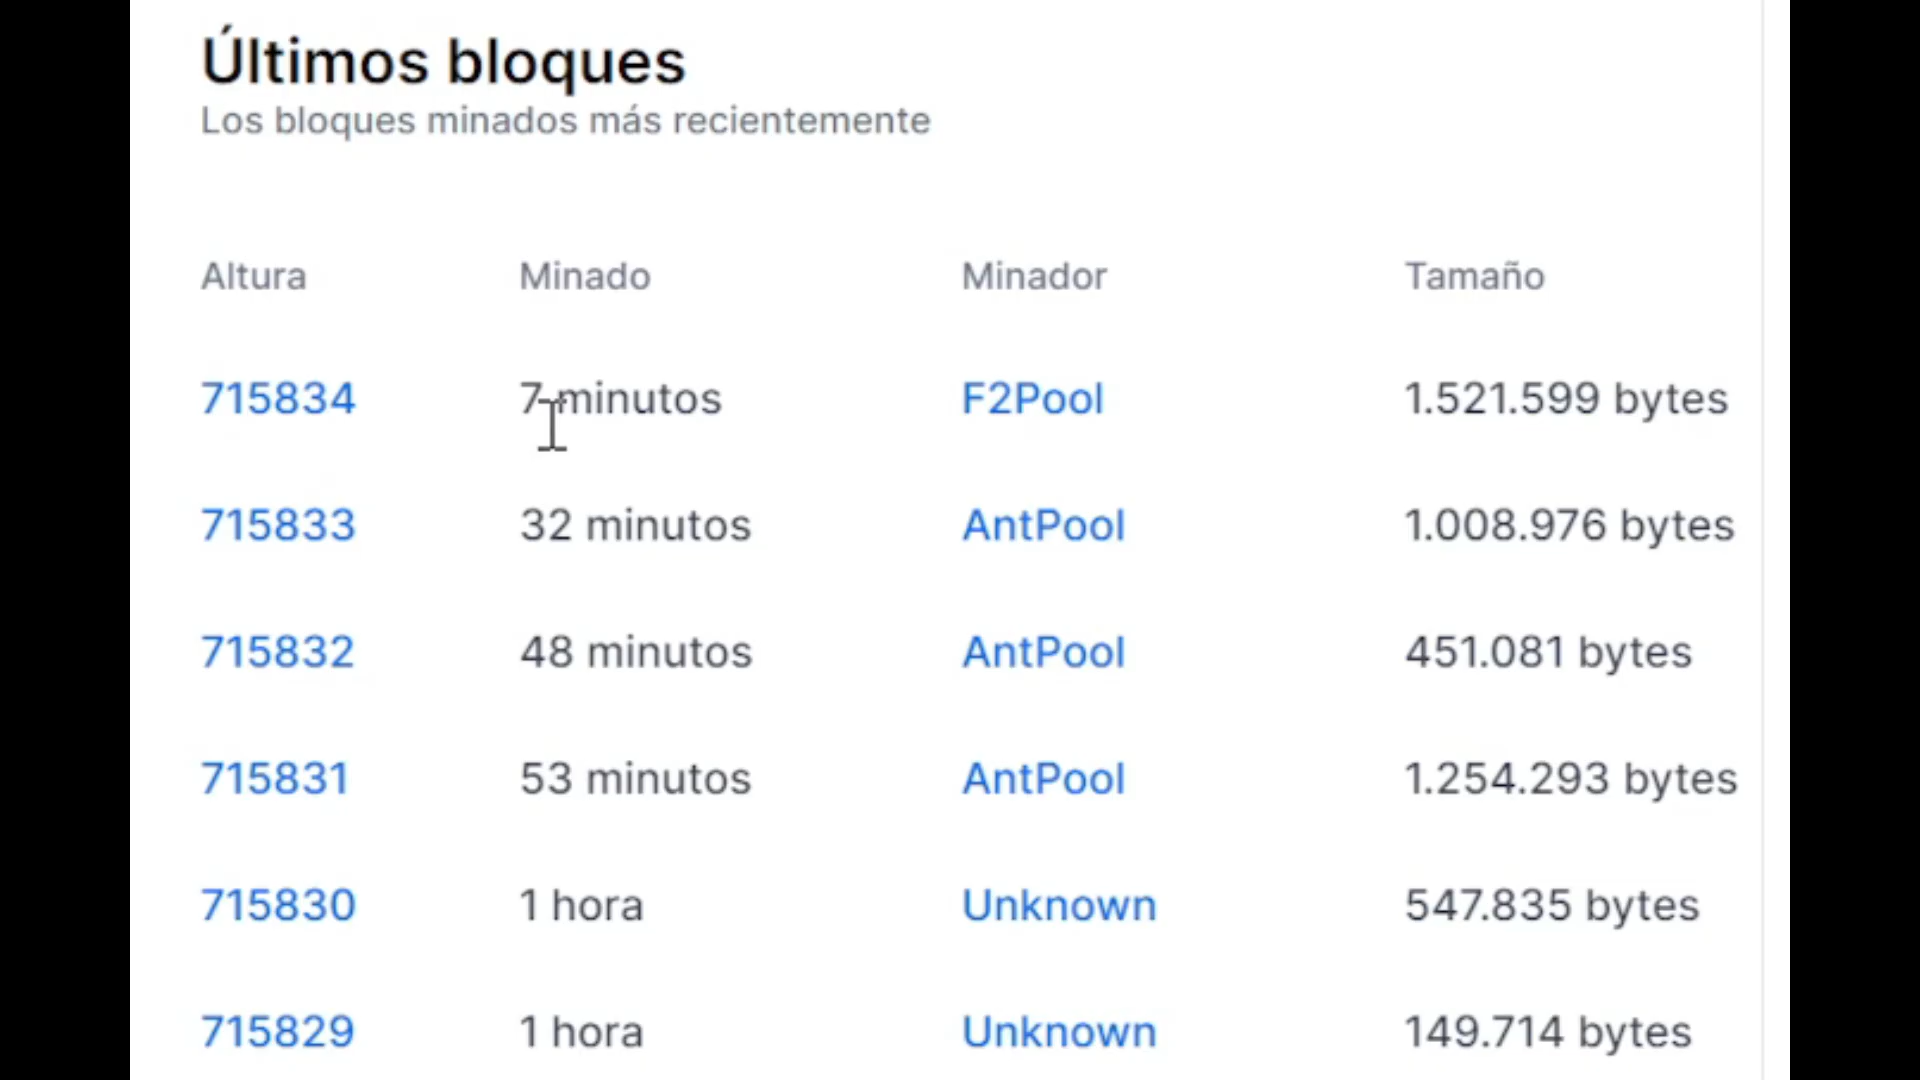 Últimos bloques
Los bloques minados más recientemente
Altura Minado Minador Tamaño
715834 7 minutos F2Pool 1.521.599 bytes
715833 32 minutos AntPool 1.008.976 bytes
715832 48 minutos AntPool 451.081 bytes
715831 53 minutos AntPool 1.254.293 bytes
715830 1 hora Unknown 547.835 bytes
715829 1 hora Unknown 149.714 bytes